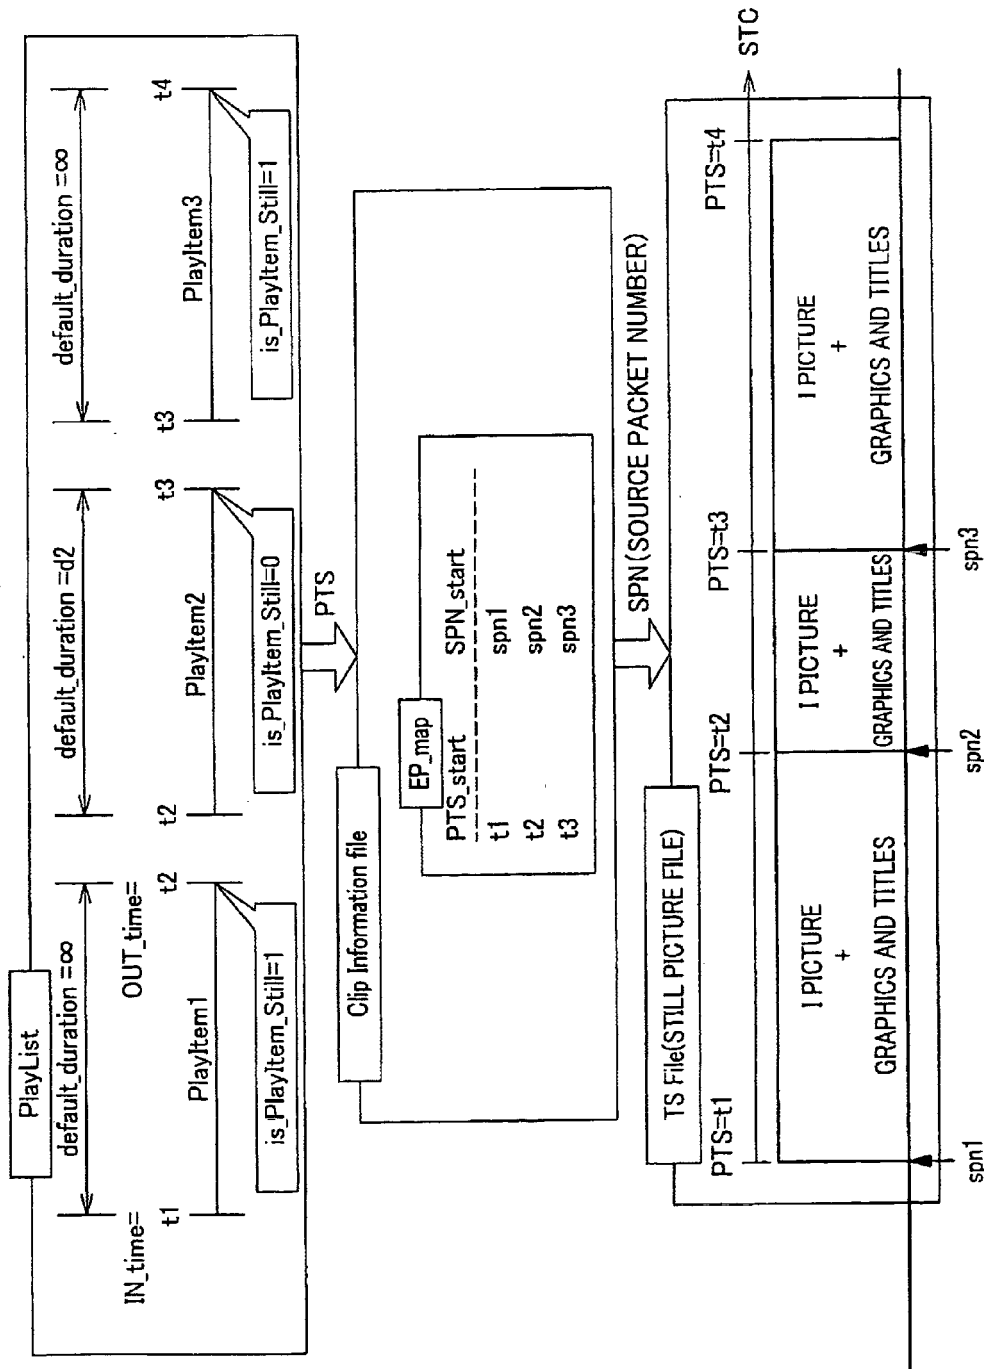 PlayList
default_duration =∞
default_duration =d2
default_duration =∞
IN_time=
OUT_time=
t1
t2
t2
t3
t3
t4
PlayItem1
PlayItem2
PlayItem3
is_PlayItem_Still=1
is_PlayItem_Still=0
is_PlayItem_Still=1
PTS
Clip Information file
EP_map
PTS_start SPN_start
t1 spn1
t2 spn2
t3 spn3
SPN(SOURCE PACKET NUMBER)
TS File(STILL PICTURE FILE)
PTS=t1
PTS=t2
PTS=t3
PTS=t4
STC
I PICTURE
+
GRAPHICS AND TITLES
I PICTURE
+
GRAPHICS AND TITLES
I PICTURE
+
GRAPHICS AND TITLES
spn1
spn2
spn3